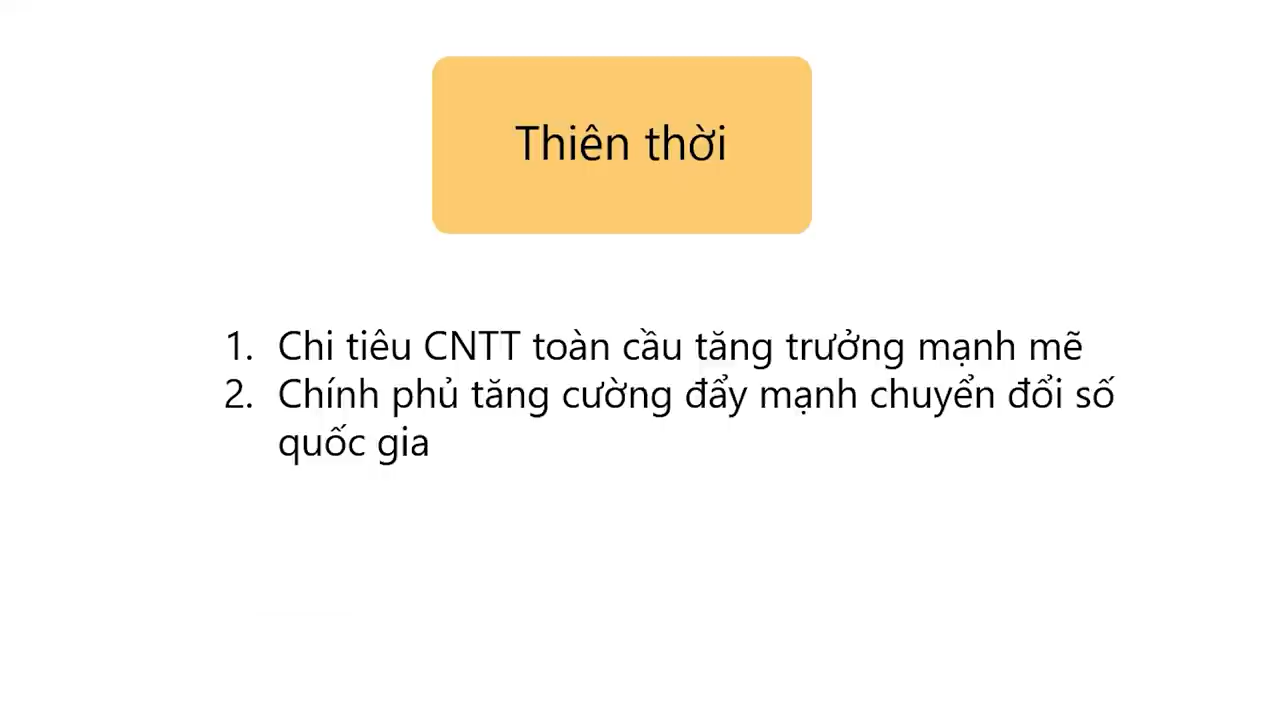 Thiên thời
1. Chi tiêu CNTT toàn cầu tăng trưởng mạnh mẽ
2. Chính phủ tăng cường đẩy mạnh chuyển đổi số
quốc gia